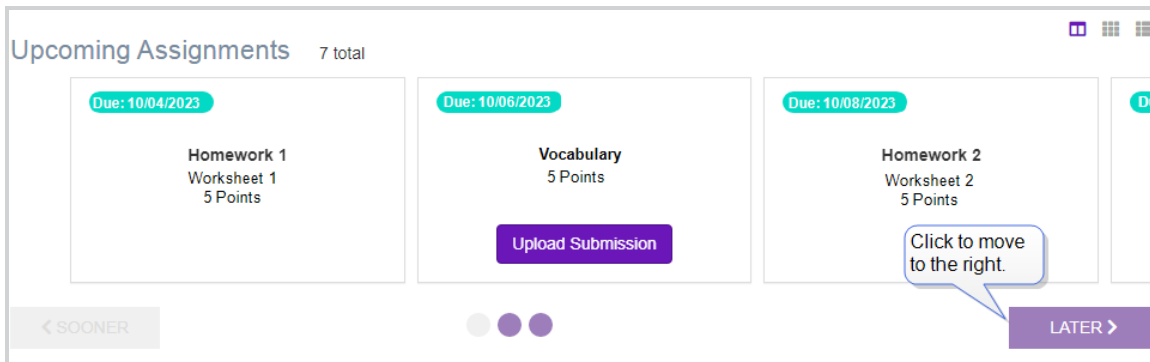 Upcoming Assignments 7 total
Due: 10/04/2023
Homework 1
Worksheet 1
5 Points
Due: 10/06/2023
Vocabulary
5 Points
Upload Submission
Due: 10/08/2023
Homework 2
Worksheet 2
5 Points
Click to move
to the right.
SOONER
LATER